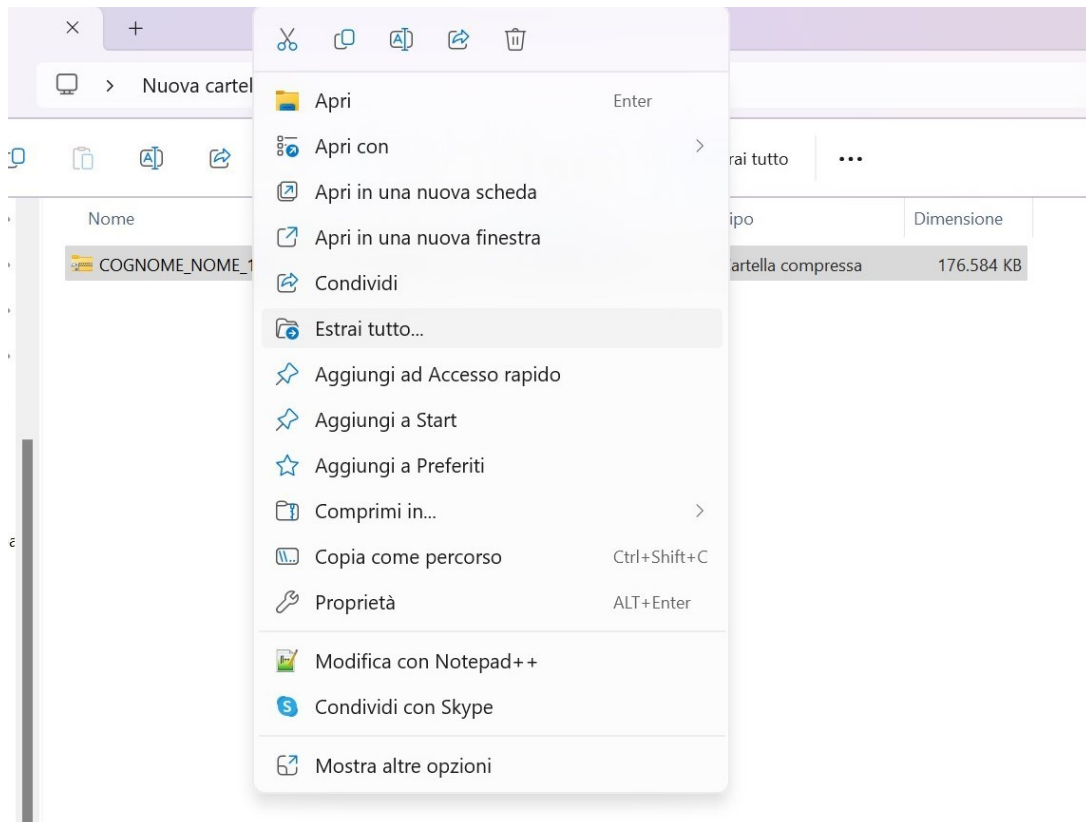 Nuova cartel
Apri Enter
Apri con
Apri in una nuova scheda
rai tutto
Apri in una nuova finestra
Nome
ipo
Dimensione
COGNOME_NOME_1
artella compressa
176.584 KB
Condividi
Estrai tutto...
Aggiungi ad Accesso rapido
Aggiungi a Start
Aggiungi a Preferiti
Comprimi in...
Copia come percorso Ctrl+Shift+C
Proprietà ALT+Enter
Modifica con Notepad++
Condividi con Skype
Mostra altre opzioni